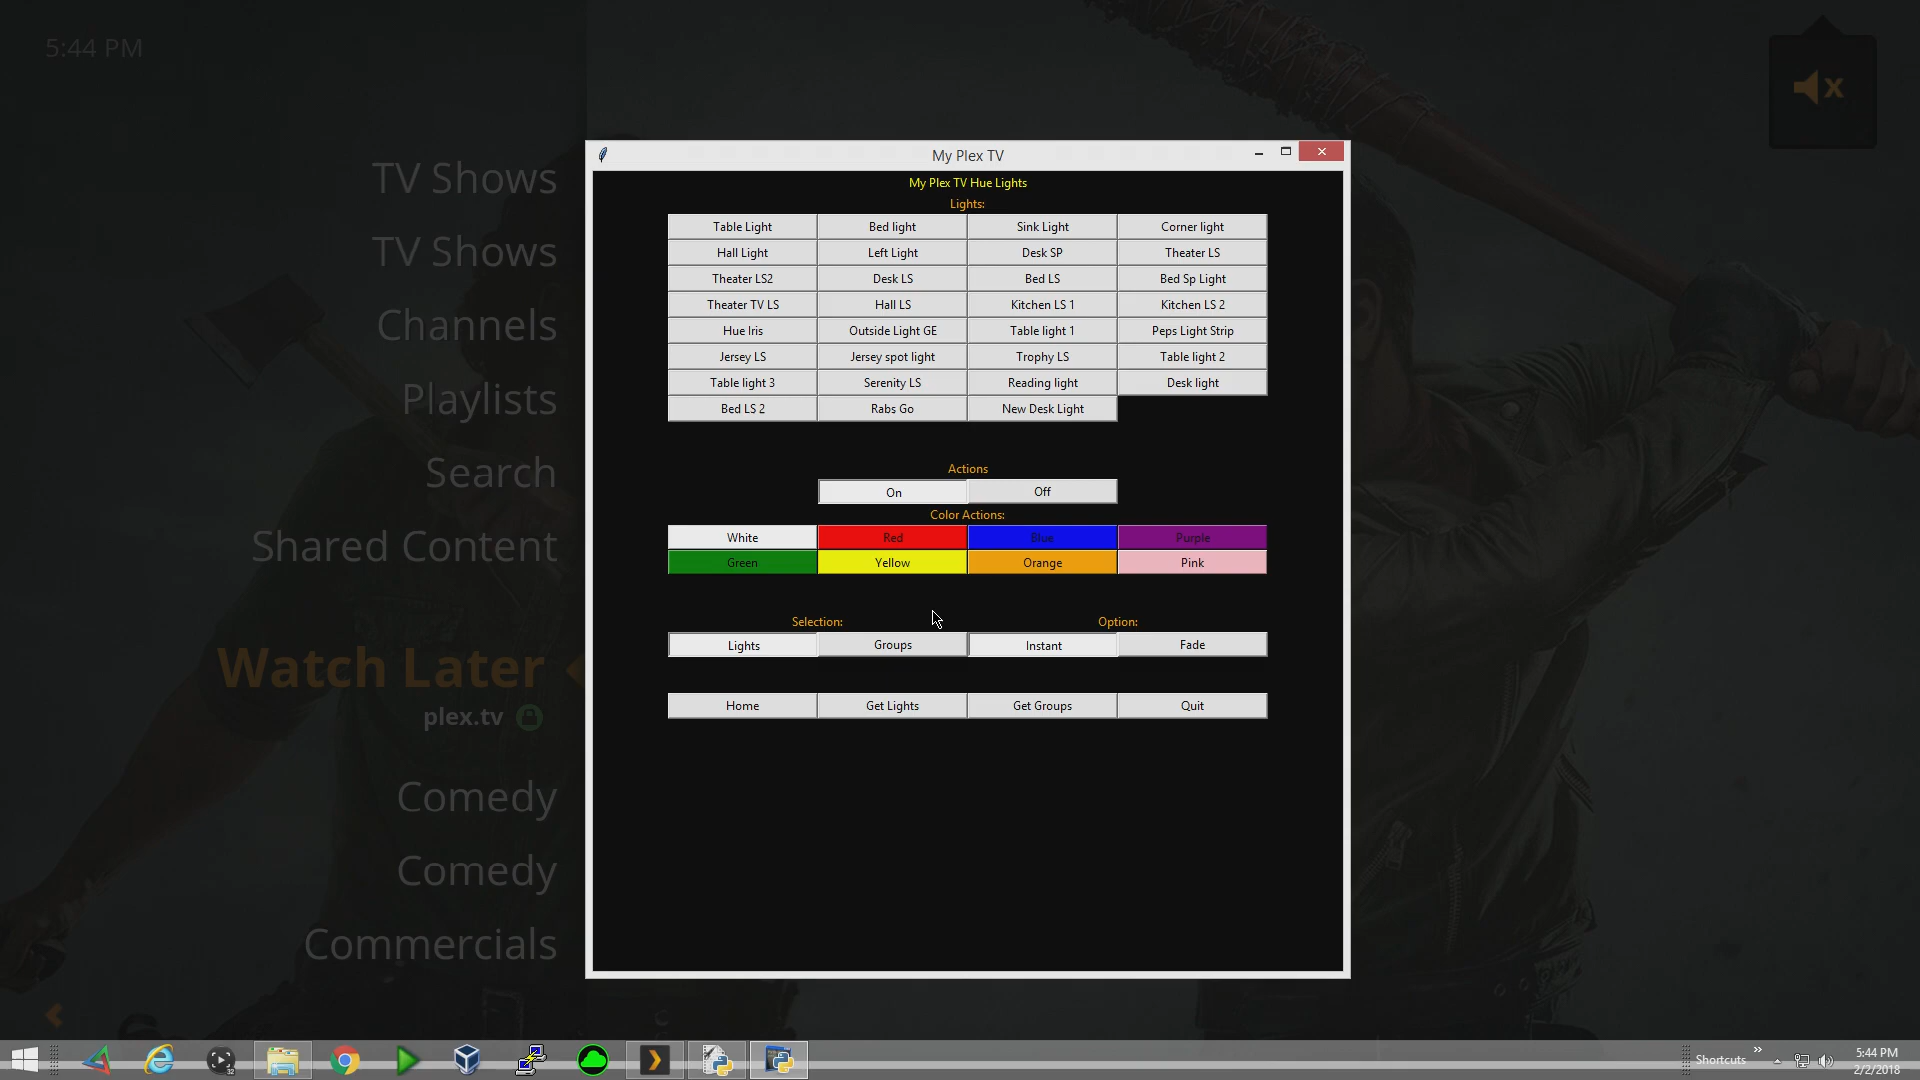 5:44 PM
TV Shows
TV Shows
Channels
Playlists
Search
Shared Content
Watch Later
plex.tv
Comedy
Comedy
Commercials
My Plex TV
My Plex TV Hue Lights
Lights:
Table Light Bed light Sink Light Corner light
Hall Light Left Light Desk SP Theater LS
Theater LS2 Desk LS Bed LS Bed Sp Light
Theater TV LS Hall LS Kitchen LS 1 Kitchen LS 2
Hue Iris Outside Light GE Table light 1 Peps Light Strip
Jersey LS Jersey spot light Trophy LS Table light 2
Table light 3 Serenity LS Reading light Desk light
Bed LS 2 Rabs Go New Desk Light
Actions
On Off
Color Actions:
White Red Blue Purple
Green Yellow Orange Pink
Selection: Option:
Lights Groups Instant Fade
Home Get Lights Get Groups Quit
32
Shortcuts
5:44 PM
2/2/2018